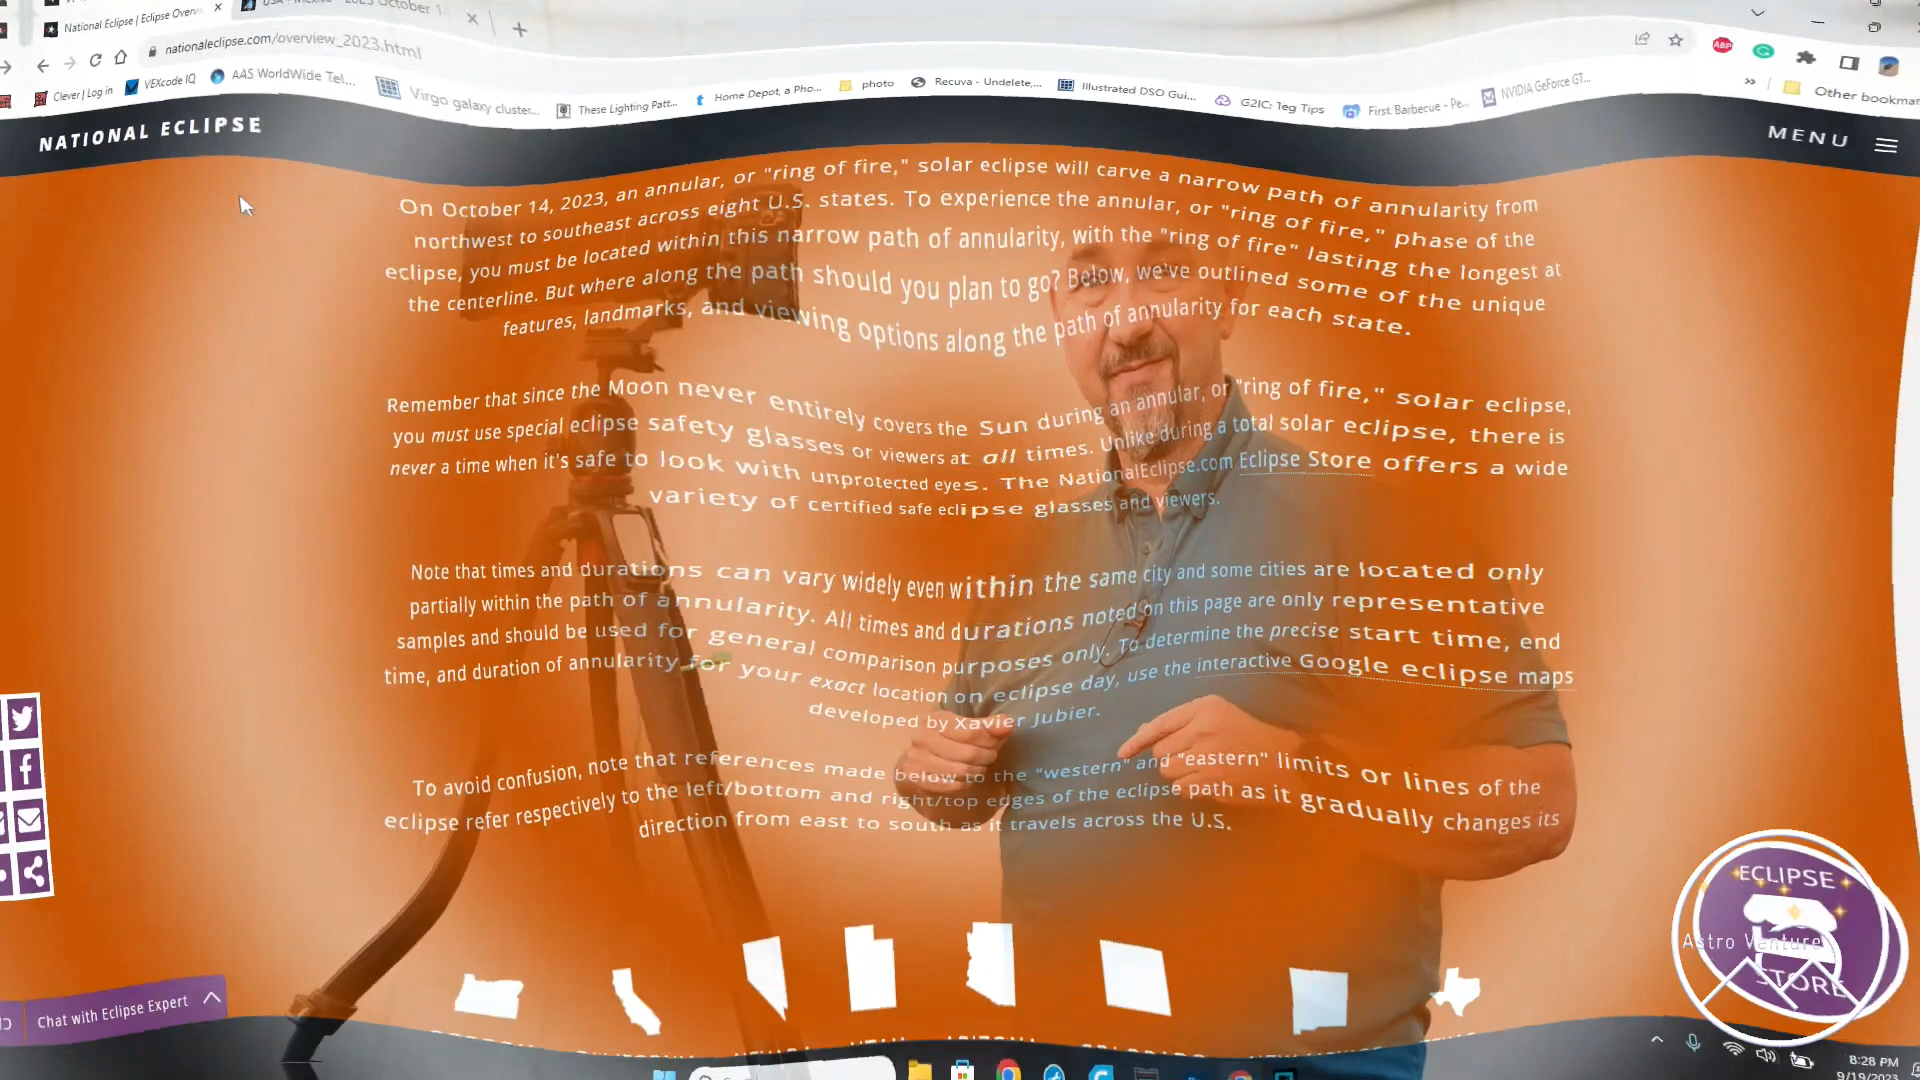 National Eclipse | Eclipse Overv
nationaleclipse.com/overview_2023.html
Clever | Log in
VEXcode IQ
AAS WorldWide Tel...
Virgo galaxy cluster...
These Lighting Patt...
Home Depot, a Pho...
photo
Recuva - Undelete,...
Illustrated DSO Gui...
G2IC: 1eg Tips
First Barbecue - Pe...
NVIDIA GeForce GT...
»
Other bookmar
ABP
NATIONAL ECLIPSE
MENU
On October 14, 2023, an annular, or "ring of fire," solar eclipse will carve a narrow path of annularity from
northwest to southeast across eight U.S. states. To experience the annular, or "ring of fire," phase of the
eclipse, you must be located within this narrow path of annularity, with the "ring of fire" lasting the longest at
the centerline. But where along the path should you plan to go? Below, we've outlined some of the unique
features, landmarks, and viewing options along the path of annularity for each state.
Remember that since the Moon never entirely covers the Sun during an annular, or "ring of fire," solar eclipse,
you must use special eclipse safety glasses or viewers at all times. Unlike during a total solar eclipse, there is
never a time when it's safe to look with unprotected eyes. The NationalEclipse.com Eclipse Store offers a wide
variety of certified safe eclipse glasses and viewers.
Note that times and durations can vary widely even within the same city and some cities are located only
partially within the path of annularity. All times and durations noted on this page are only representative
samples and should be used for general comparison purposes only. To determine the precise start time, end
time, and duration of annularity for your exact location on eclipse day, use the interactive Google eclipse maps
developed by Xavier Jubier.
To avoid confusion, note that references made below to the "western" and "eastern" limits or lines of the
eclipse refer respectively to the left/bottom and right/top edges of the eclipse path as it gradually changes its
direction from east to south as it travels across the U.S.
ECLIPSE
Astro Venture
STORE
Chat with Eclipse Expert
8:28 PM
9/19/2023